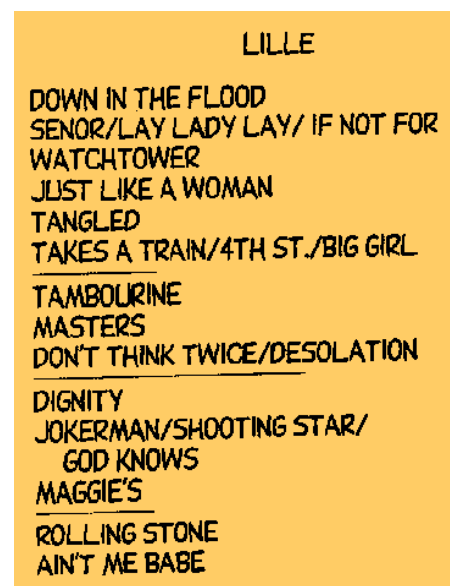 LILLE
DOWN IN THE FLOOD
SENOR/LAY LADY LAY/ IF NOT FOR
WATCHTOWER
JUST LIKE A WOMAN
TANGLED
TAKES A TRAIN/4TH ST./BIG GIRL
TAMBOURINE
MASTERS
DON'T THINK TWICE/DESOLATION
DIGNITY
JOKERMAN/SHOOTING STAR/
GOD KNOWS
MAGGIE'S
ROLLING STONE
AIN'T ME BABE